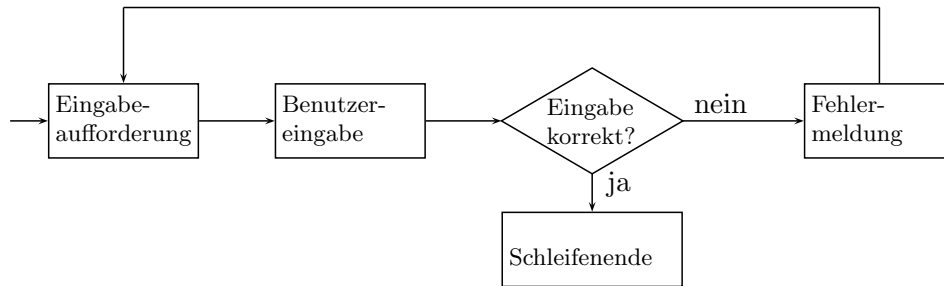 Eingabe-
aufforderung
Benutzer-
eingabe
Eingabe
korrekt?
nein
Fehler-
meldung
ja
Schleifenende